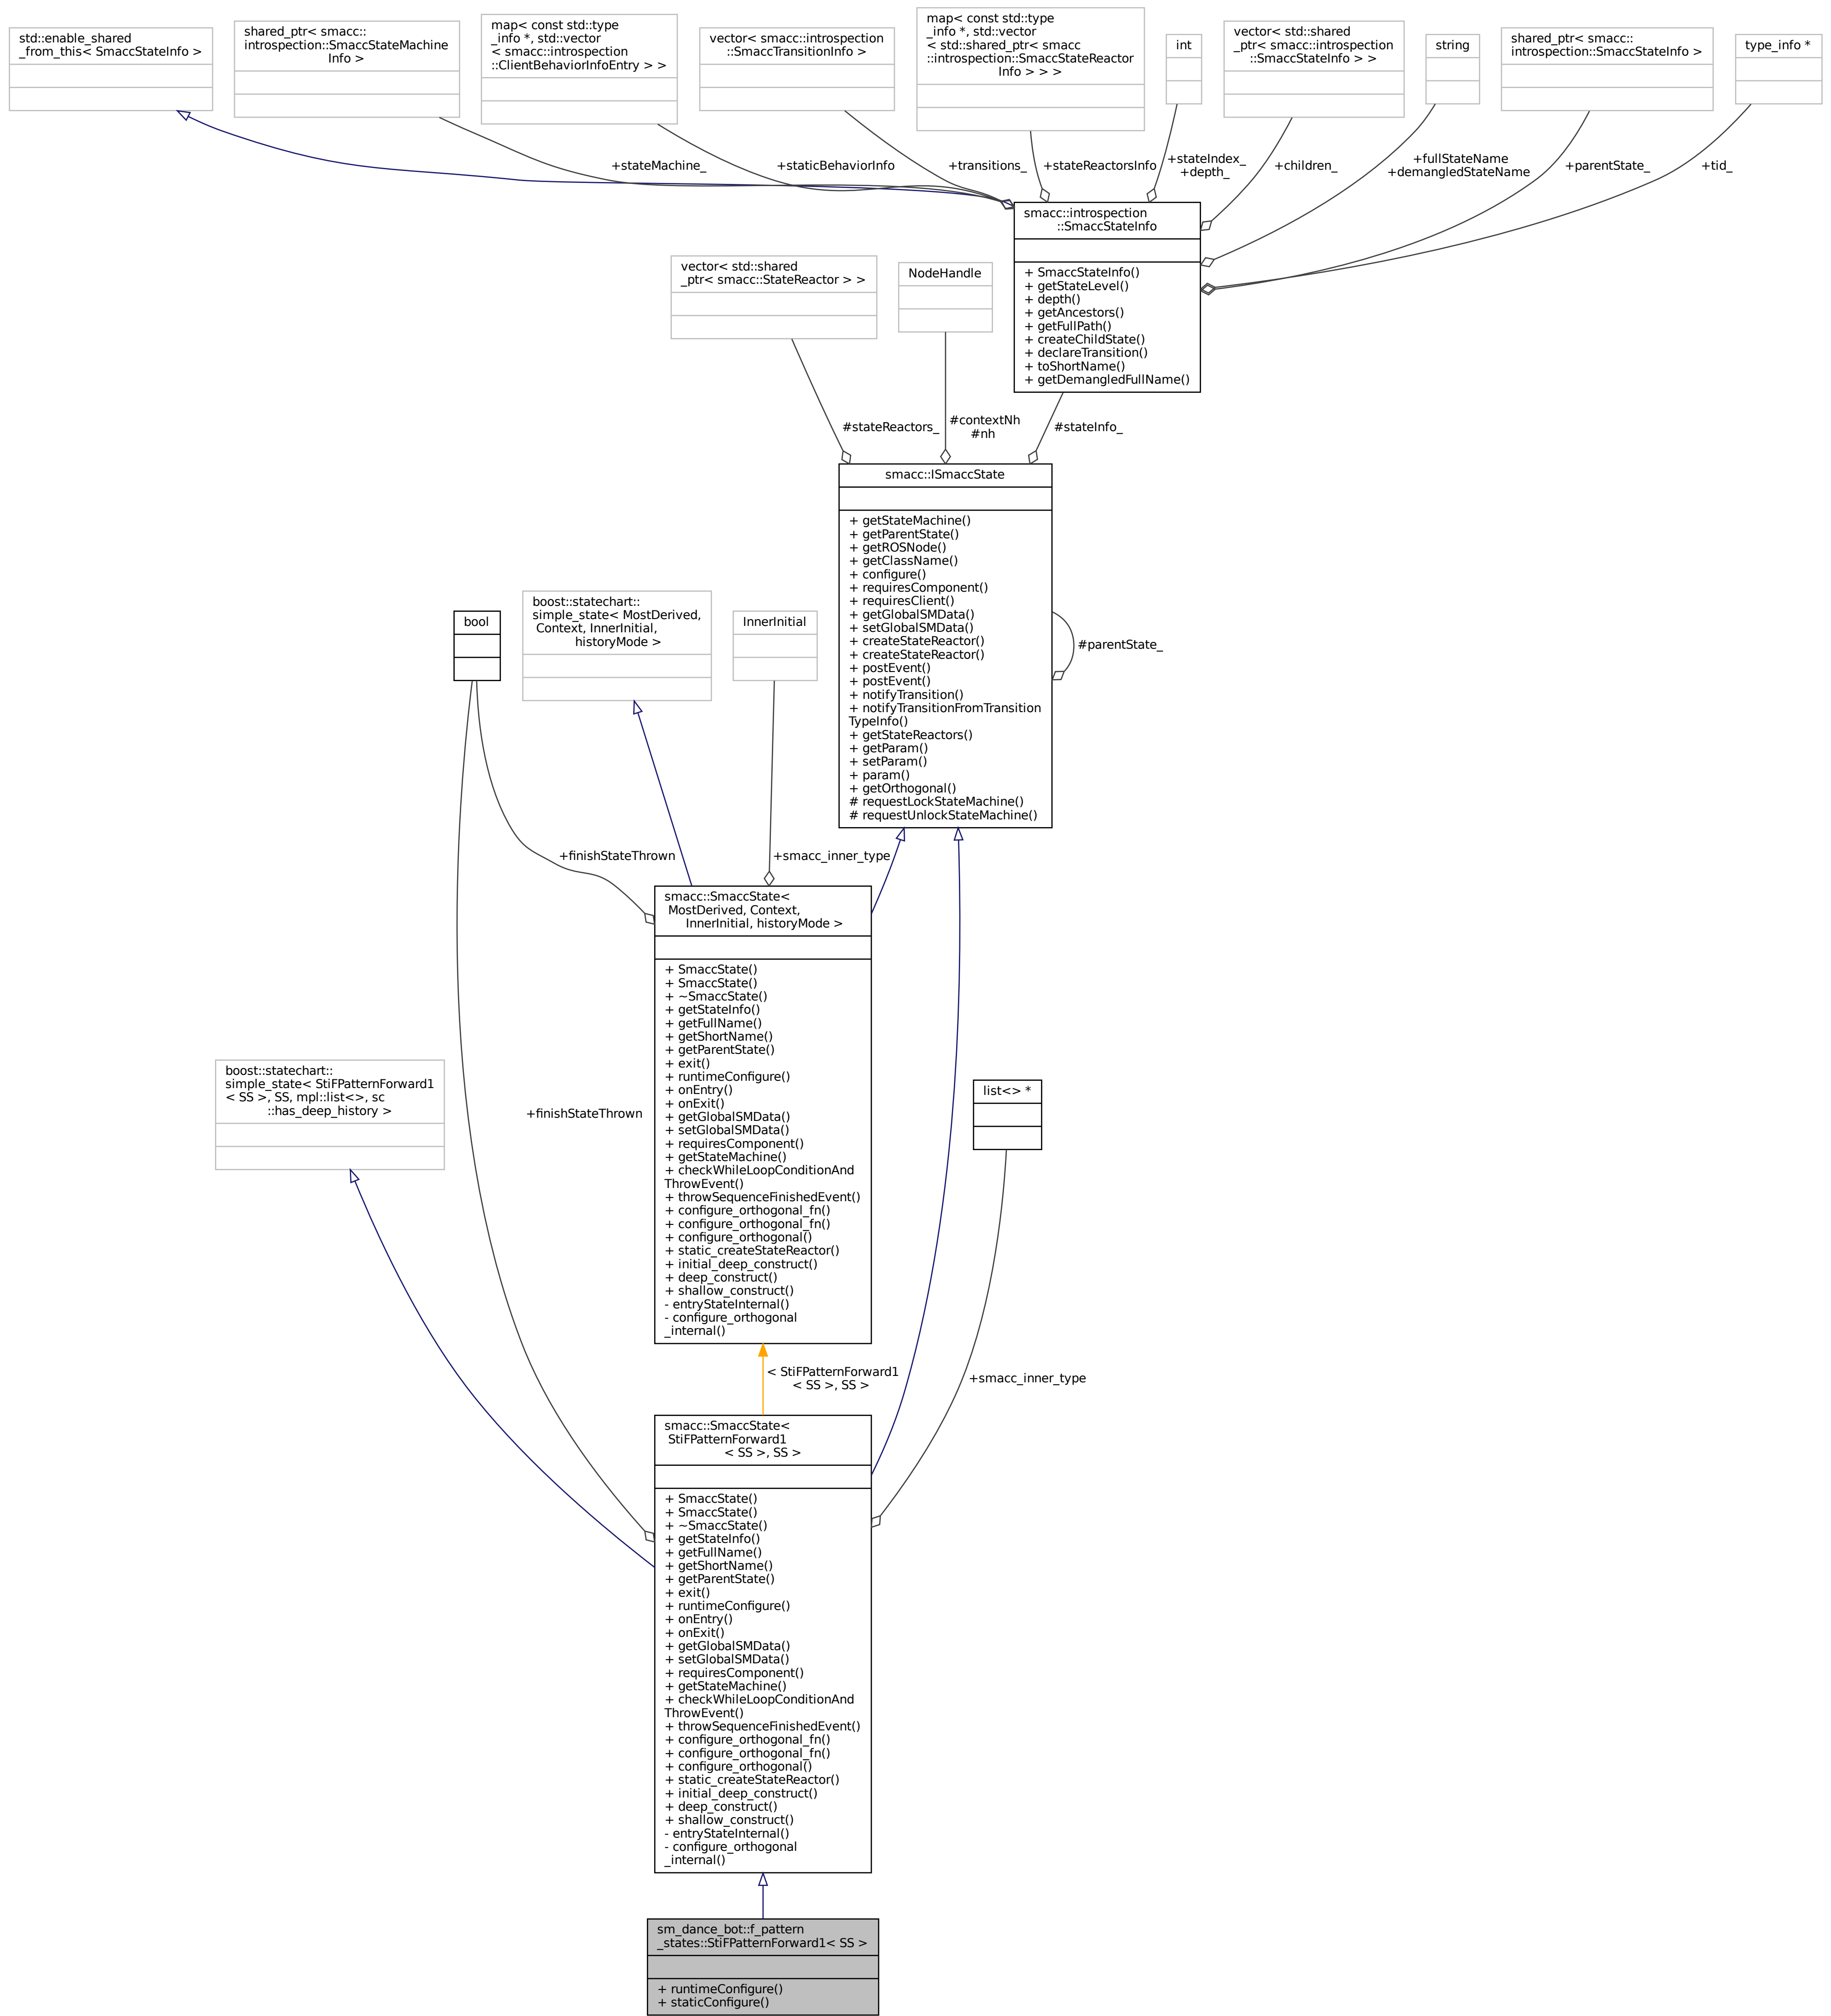 std::enable_shared
_from_this< SmaccStateInfo >
shared_ptr< smacc::
introspection::SmaccStateMachine
Info >
map< const std::type
_info *, std::vector
< smacc::introspection
::ClientBehaviorInfoEntry > >
vector< smacc::introspection
::SmaccTransitionInfo >
map< const std::type
_info *, std::vector
< std::shared_ptr< smacc
::introspection::SmaccStateReactor
Info > > >
int
vector< std::shared
_ptr< smacc::introspection
::SmaccStateInfo > >
string
shared_ptr< smacc::
introspection::SmaccStateInfo >
type_info *
+stateMachine_
+staticBehaviorInfo
+transitions_
+stateReactorsInfo
+stateIndex_
+depth_
+children_
+fullStateName
+demangledStateName
+parentState_
+tid_
smacc::introspection
::SmaccStateInfo
+ SmaccStateInfo()
+ getStateLevel()
+ depth()
+ getAncestors()
+ getFullPath()
+ createChildState()
+ declareTransition()
+ toShortName()
+ getDemangledFullName()
vector< std::shared
_ptr< smacc::StateReactor > >
NodeHandle
#stateReactors_
#contextNh
#nh
#stateInfo_
smacc::ISmaccState
+ getStateMachine()
+ getParentState()
+ getROSNode()
+ getClassName()
+ configure()
+ requiresComponent()
+ requiresClient()
+ getGlobalSMData()
+ setGlobalSMData()
+ createStateReactor()
+ createStateReactor()
+ postEvent()
+ postEvent()
+ notifyTransition()
+ notifyTransitionFromTransition
TypeInfo()
+ getStateReactors()
+ getParam()
+ setParam()
+ param()
+ getOrthogonal()
# requestLockStateMachine()
# requestUnlockStateMachine()
#parentState_
bool
boost::statechart::
simple_state< MostDerived,
Context, InnerInitial,
historyMode >
InnerInitial
+finishStateThrown
+smacc_inner_type
smacc::SmaccState<
MostDerived, Context,
InnerInitial, historyMode >
+ SmaccState()
+ SmaccState()
+ ~SmaccState()
+ getStateInfo()
+ getFullName()
+ getShortName()
+ getParentState()
+ exit()
+ runtimeConfigure()
+ onEntry()
+ onExit()
+ getGlobalSMData()
+ setGlobalSMData()
+ requiresComponent()
+ getStateMachine()
+ checkWhileLoopConditionAnd
ThrowEvent()
+ throwSequenceFinishedEvent()
+ configure_orthogonal_fn()
+ configure_orthogonal_fn()
+ configure_orthogonal()
+ static_createStateReactor()
+ initial_deep_construct()
+ deep_construct()
+ shallow_construct()
- entryStateInternal()
- configure_orthogonal
_internal()
boost::statechart::
simple_state< StiFPatternForward1
< SS >, SS, mpl::list<>, sc
::has_deep_history >
+finishStateThrown
list<> *
< StiFPatternForward1
< SS >, SS >
+smacc_inner_type
smacc::SmaccState<
StiFPatternForward1
< SS >, SS >
+ SmaccState()
+ SmaccState()
+ ~SmaccState()
+ getStateInfo()
+ getFullName()
+ getShortName()
+ getParentState()
+ exit()
+ runtimeConfigure()
+ onEntry()
+ onExit()
+ getGlobalSMData()
+ setGlobalSMData()
+ requiresComponent()
+ getStateMachine()
+ checkWhileLoopConditionAnd
ThrowEvent()
+ throwSequenceFinishedEvent()
+ configure_orthogonal_fn()
+ configure_orthogonal_fn()
+ configure_orthogonal()
+ static_createStateReactor()
+ initial_deep_construct()
+ deep_construct()
+ shallow_construct()
- entryStateInternal()
- configure_orthogonal
_internal()
sm_dance_bot::f_pattern
_states::StiFPatternForward1< SS >
+ runtimeConfigure()
+ staticConfigure()